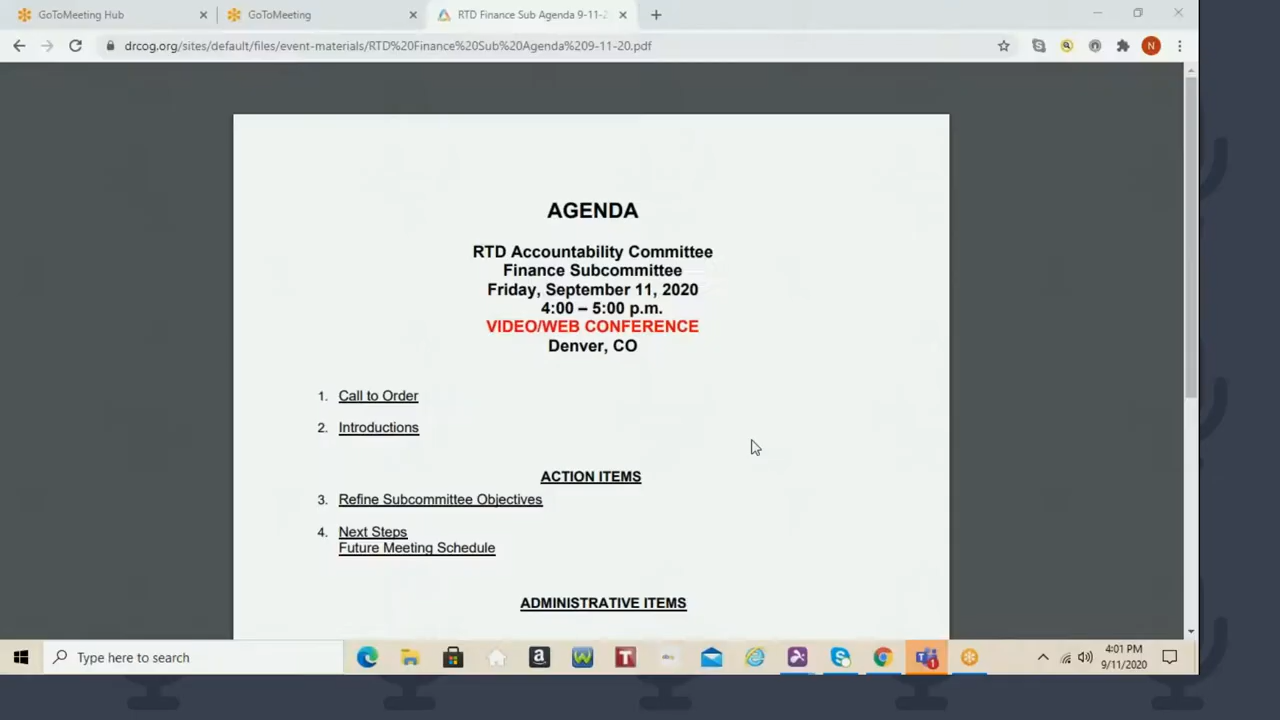 GoToMeeting Hub
GoToMeeting
RTD Finance Sub Agenda 9-11-2
drcog.org/sites/default/files/event-materials/RTD%20Finance%20Sub%20Agenda%209-11-20.pdf
N
AGENDA
RTD Accountability Committee
Finance Subcommittee
Friday, September 11, 2020
4:00 – 5:00 p.m.
VIDEO/WEB CONFERENCE
Denver, CO
1. Call to Order
2. Introductions
ACTION ITEMS
3. Refine Subcommittee Objectives
4. Next Steps
Future Meeting Schedule
ADMINISTRATIVE ITEMS
Type here to search
4:01 PM
9/11/2020